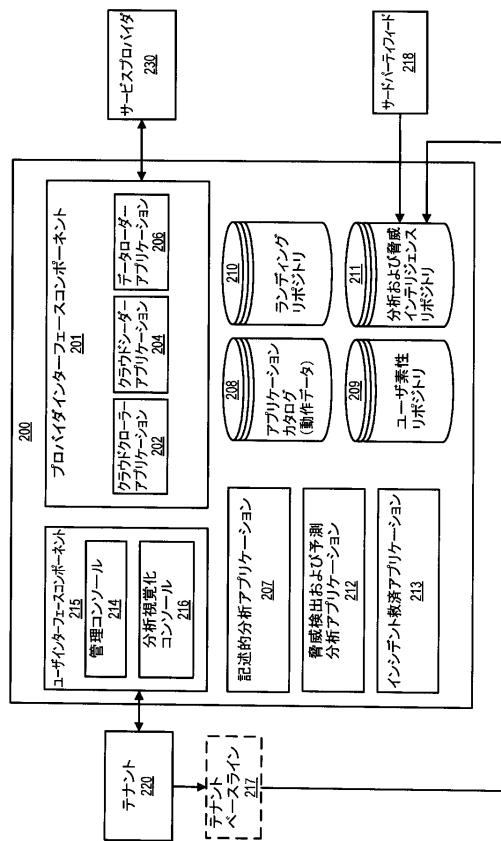 200
プロバイダインターフェースコンポーネント
201
クラウドクローラー
アプリケーション
202
クラウドシーダー
アプリケーション
204
データローダー
アプリケーション
206
サービスプロバイダ
230
ユーザインターフェースコンポーネント
215
管理コンソール
214
分析視覚化
コンソール
216
テナント
220
テナント
ベースライン
217
記述的分析アプリケーション
207
脅威検出および予測
分析アプリケーション
212
インシデント救済アプリケーション
213
208
アプリケーション
カタログ
(動作データ)
210
ランディング
リポジトリ
209
ユーザ素性
リポジトリ
211
分析および脅威
インテリジェンス
リポジトリ
サードパーティフィード
218